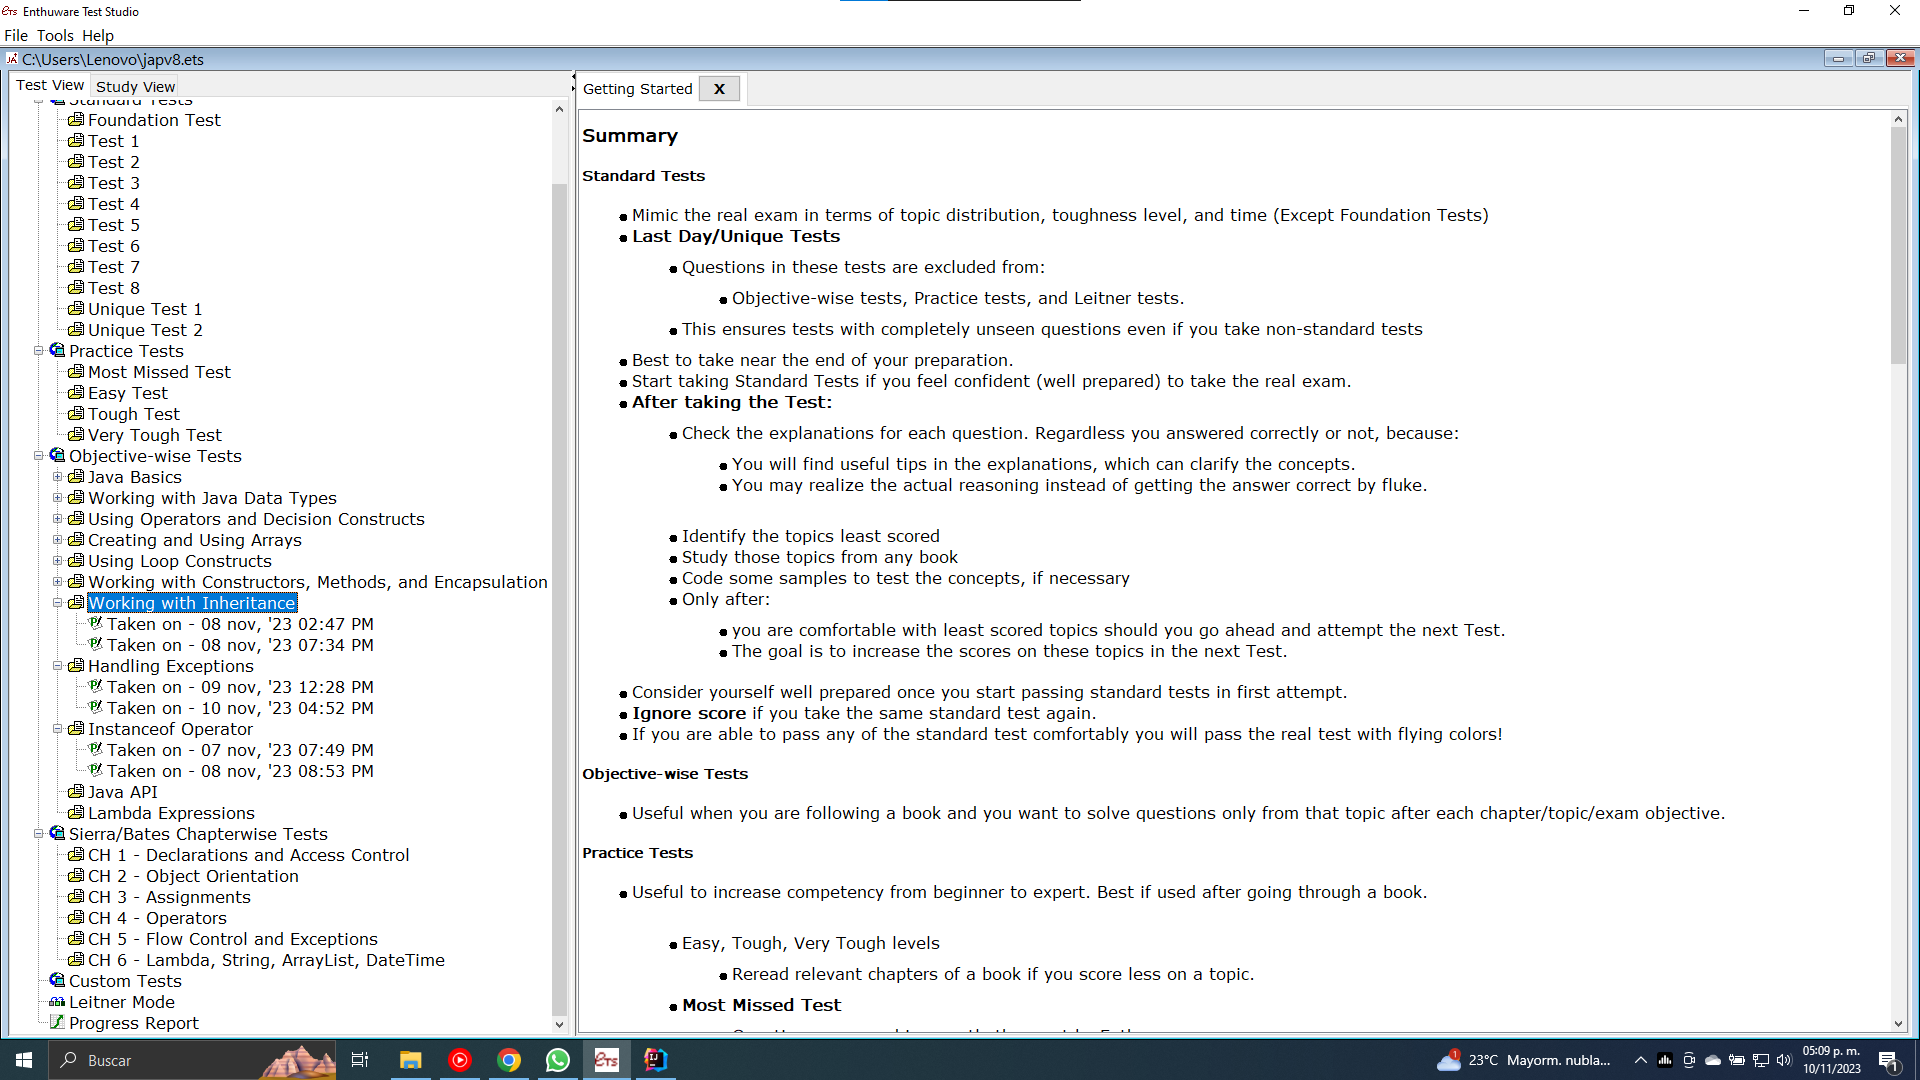 Enthuware Test Studio
File Tools Help
C:\Users\Lenovo\japv8.ets
Test View Study View
Standard Tests
Foundation Test
Test 1
Test 2
Test 3
Test 4
Test 5
Test 6
Test 7
Test 8
Unique Test 1
Unique Test 2
Practice Tests
Most Missed Test
Easy Test
Tough Test
Very Tough Test
Objective-wise Tests
Java Basics
Working with Java Data Types
Using Operators and Decision Constructs
Creating and Using Arrays
Using Loop Constructs
Working with Constructors, Methods, and Encapsulation
Working with Inheritance
Taken on - 08 nov, '23 02:47 PM
Taken on - 08 nov, '23 07:34 PM
Handling Exceptions
Taken on - 09 nov, '23 12:28 PM
Taken on - 10 nov, '23 04:52 PM
Instanceof Operator
Taken on - 07 nov, '23 07:49 PM
Taken on - 08 nov, '23 08:53 PM
Java API
Lambda Expressions
Sierra/Bates Chapterwise Tests
CH 1 - Declarations and Access Control
CH 2 - Object Orientation
CH 3 - Assignments
CH 4 - Operators
CH 5 - Flow Control and Exceptions
CH 6 - Lambda, String, ArrayList, DateTime
Custom Tests
Leitner Mode
Progress Report
Getting Started X
Summary
Standard Tests
Mimic the real exam in terms of topic distribution, toughness level, and time (Except Foundation Tests)
Last Day/Unique Tests
Questions in these tests are excluded from:
Objective-wise tests, Practice tests, and Leitner tests.
This ensures tests with completely unseen questions even if you take non-standard tests
Best to take near the end of your preparation.
Start taking Standard Tests if you feel confident (well prepared) to take the real exam.
After taking the Test:
Check the explanations for each question. Regardless you answered correctly or not, because:
You will find useful tips in the explanations, which can clarify the concepts.
You may realize the actual reasoning instead of getting the answer correct by fluke.
Identify the topics least scored
Study those topics from any book
Code some samples to test the concepts, if necessary
Only after:
you are comfortable with least scored topics should you go ahead and attempt the next Test.
The goal is to increase the scores on these topics in the next Test.
Consider yourself well prepared once you start passing standard tests in first attempt.
Ignore score if you take the same standard test again.
If you are able to pass any of the standard test comfortably you will pass the real test with flying colors!
Objective-wise Tests
Useful when you are following a book and you want to solve questions only from that topic after each chapter/topic/exam objective.
Practice Tests
Useful to increase competency from beginner to expert. Best if used after going through a book.
Easy, Tough, Very Tough levels
Reread relevant chapters of a book if you score less on a topic.
Most Missed Test
Buscar
ETS
IJ
1
23°C Mayorm. nubla...
05:09 p. m.
10/11/2023
1